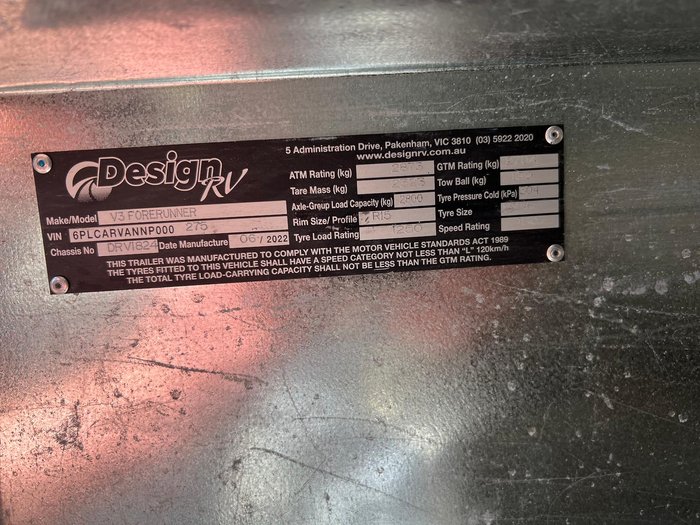 Design RV
5 Administration Drive, Pakenham, VIC 3810 (03) 5922 2020
www.designrv.com.au
ATM Rating (kg)
GTM Rating (kg)
Tare Mass (kg)
Tow Ball (kg)
Axle-Group Load Capacity (kg) 2800
Tyre Pressure Cold (kPa)
Make/Model V3 FORERUNNER
Rim Size/ Profile R15
Tyre Size
VIN 6PLCARVANNP000 275
Tyre Load Rating 1250
Speed Rating
Chassis No DRV1824 Date Manufacture 06/2022
THIS TRAILER WAS MANUFACTURED TO COMPLY WITH THE MOTOR VEHICLE STANDARDS ACT 1989
THE TYRES FITTED TO THIS VEHICLE SHALL HAVE A SPEED CATEGORY NOT LESS THAN "L" 120km/h
THE TOTAL TYRE LOAD-CARRYING CAPACITY SHALL NOT BE LESS THAN THE GTM RATING.